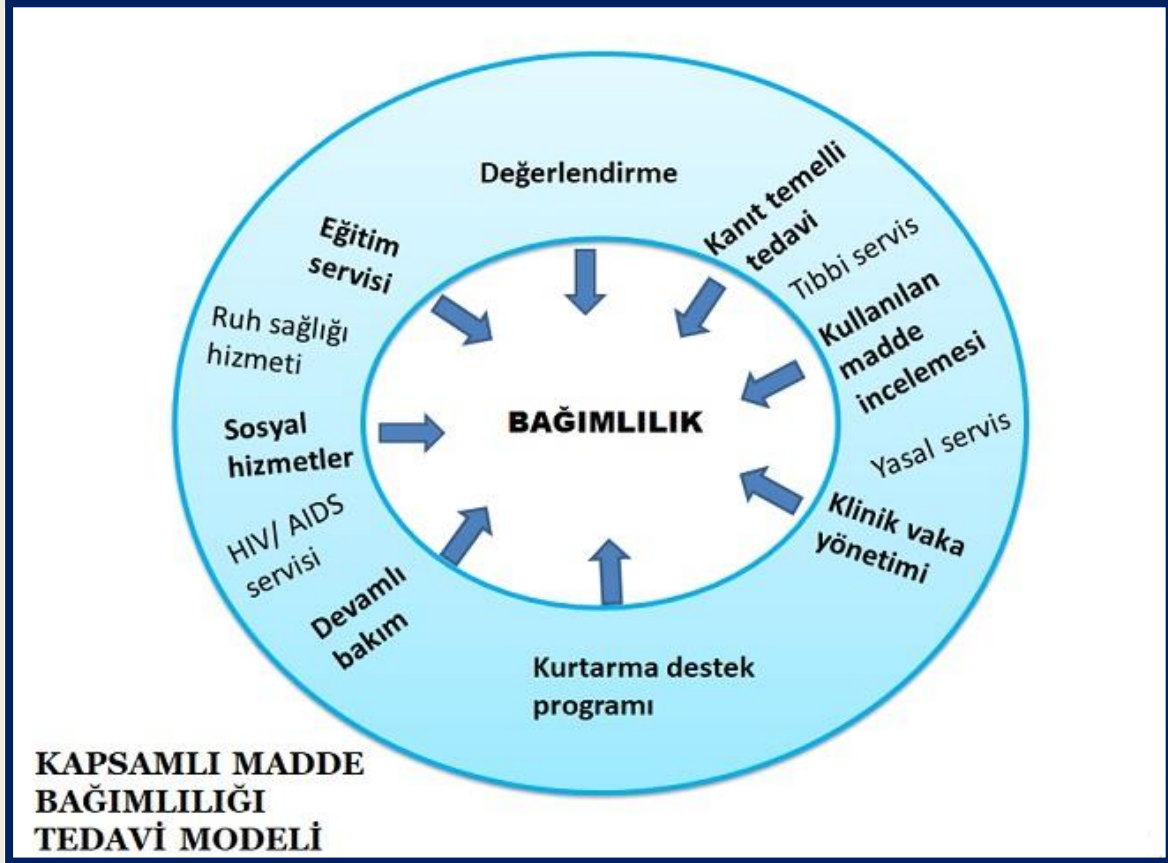 Değerlendirme
Kanıt temelli
tedavi
Tıbbi servis
Kullanılan
madde
incelemesi
Yasal servis
Klinik vaka
yönetimi
Kurtarma destek
programı
Devamlı
bakım
HIV/ AIDS
servisi
Sosyal
hizmetler
Ruh sağlığı
hizmeti
Eğitim
servisi
BAĞIMLILIK
KAPSAMLI MADDE
BAĞIMLILIĞI
TEDAVİ MODELİ